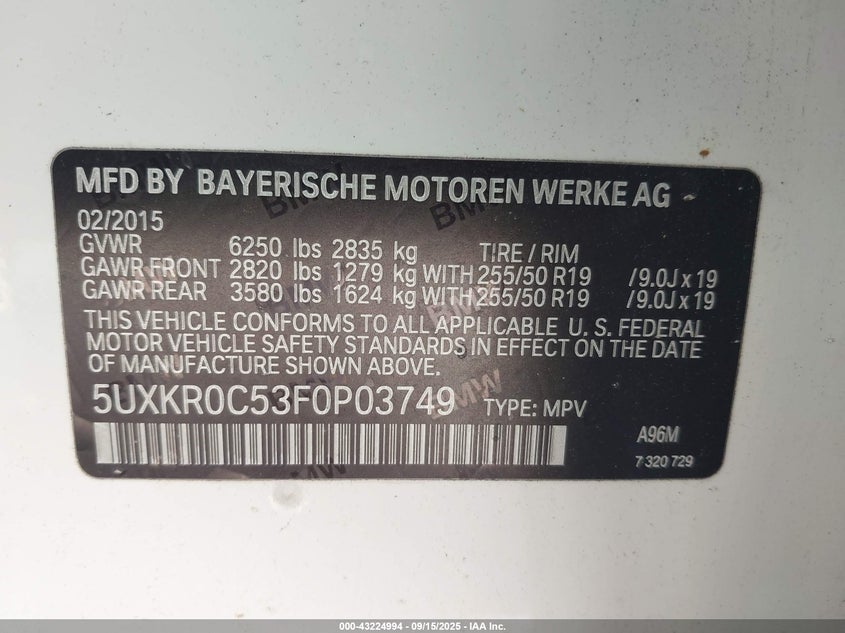 MFD BY BAYERISCHE MOTOREN WERKE AG
02/2015
GVWR 6250 lbs 2835 kg TIRE / RIM
GAWR FRONT 2820 lbs 1279 kg WITH 255/50 R19 /9.0J x 19
GAWR REAR 3580 lbs 1624 kg WITH 255/50 R19 /9.0J x 19
THIS VEHICLE CONFORMS TO ALL APPLICABLE U. S. FEDERAL
MOTOR VEHICLE SAFETY STANDARDS IN EFFECT ON THE DATE
OF MANUFACTURE SHOWN ABOVE.
5UXKR0C53F0P03749 TYPE: MPV
A96M
7 320 729
000-43224994 - 09/15/2025 - IAA Inc.